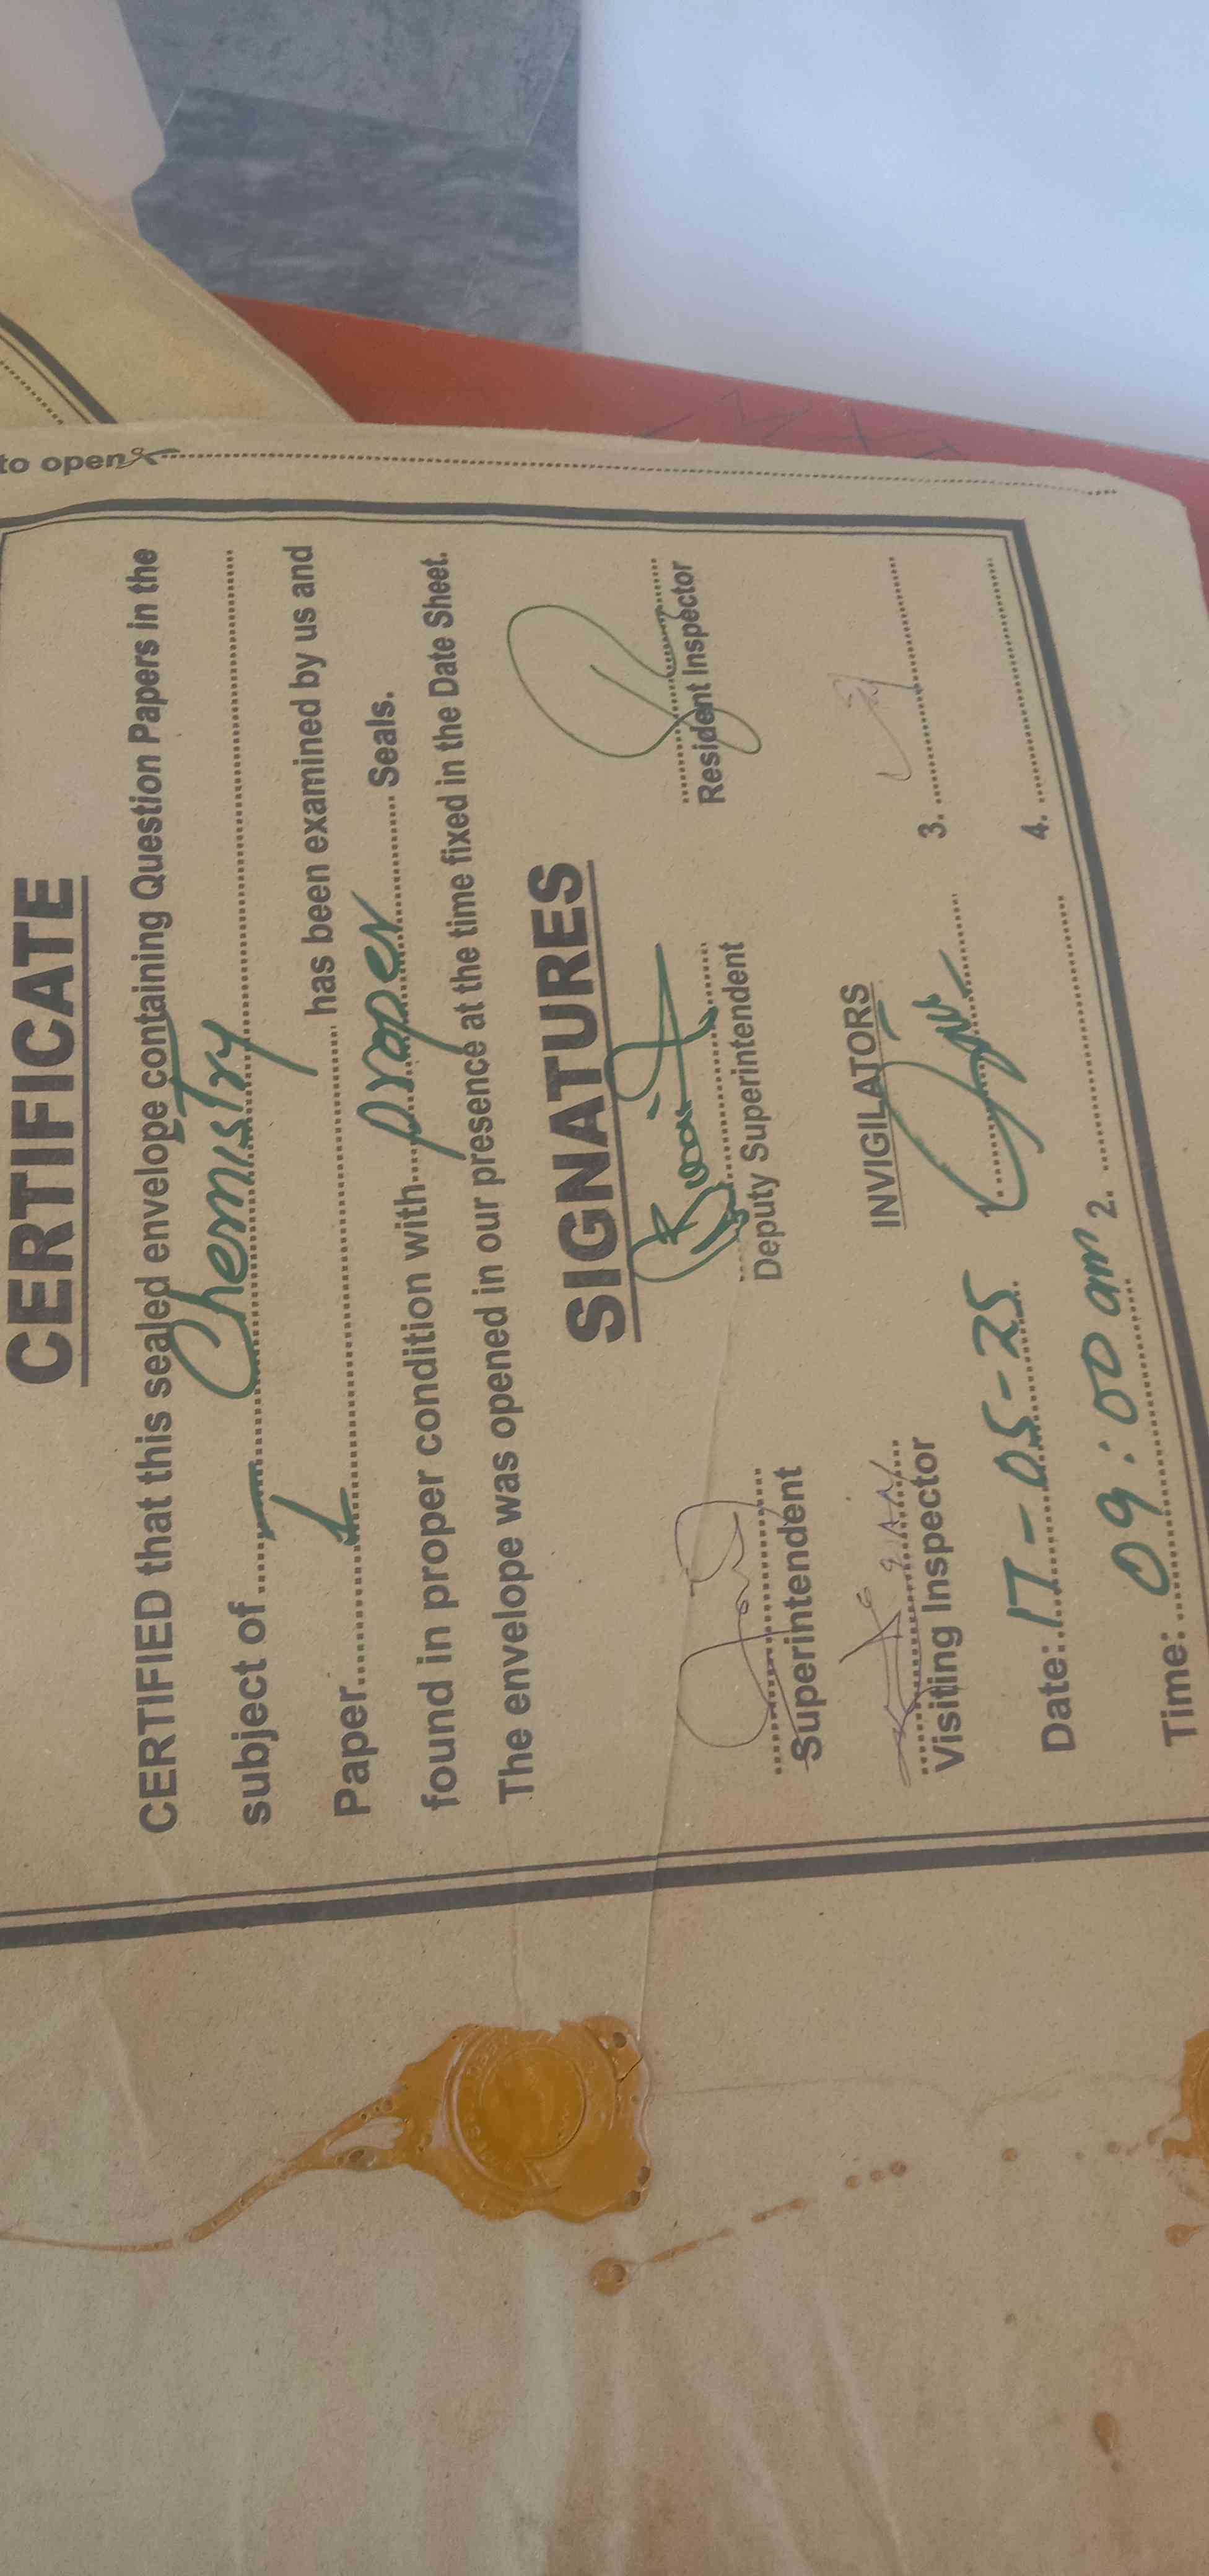 to open
CERTIFICATE
CERTIFIED that this sealed envelope containing Question Papers in the
subject of Chemistry
Paper I has been examined by us and
found in proper condition with proper Seals.
The envelope was opened in our presence at the time fixed in the Date Sheet.
SIGNATURES
Superintendent Deputy Superintendent Resident Inspector
Visiting Inspector INVIGILATORS
3.
Date: 17-05-25
2. 4.
Time: 09:00 am